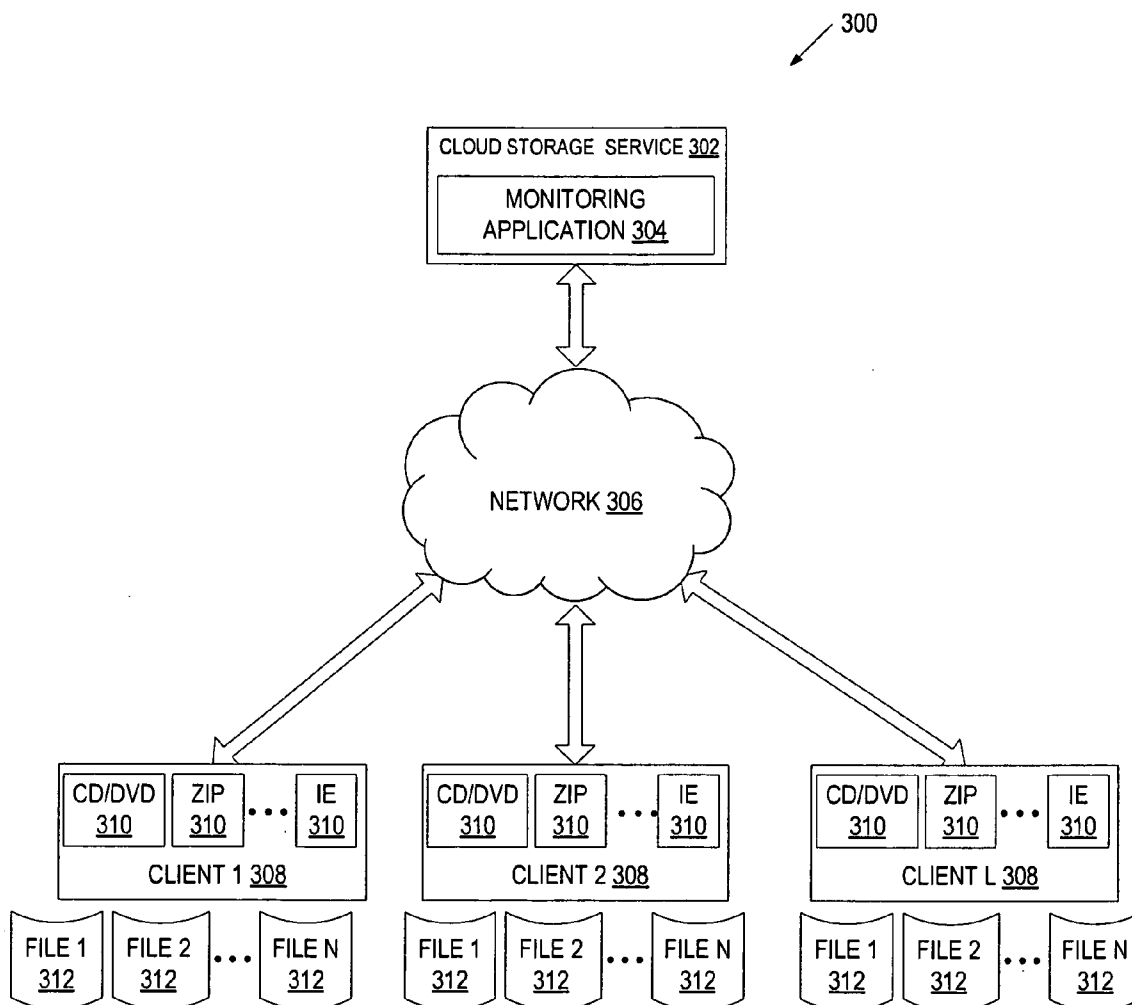 300
CLOUD STORAGE SERVICE 302
MONITORING
APPLICATION 304
NETWORK 306
CD/DVD
310
ZIP
310
•••
IE
310
CLIENT 1 308
CD/DVD
310
ZIP
310
•••
IE
310
CLIENT 2 308
CD/DVD
310
ZIP
310
•••
IE
310
CLIENT L 308
FILE 1
312
FILE 2
312
•••
FILE N
312
FILE 1
312
FILE 2
312
•••
FILE N
312
FILE 1
312
FILE 2
312
•••
FILE N
312